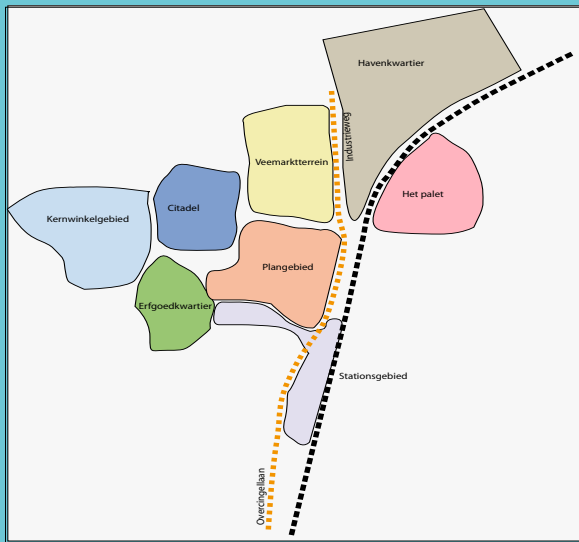 Havenkwartier
Industrieweg
Veemarktterrein
Het palet
Citadel
Kernwinkelgebied
Plangebied
Erfgoedkwartier
Stationsgebied
Overcingellaan